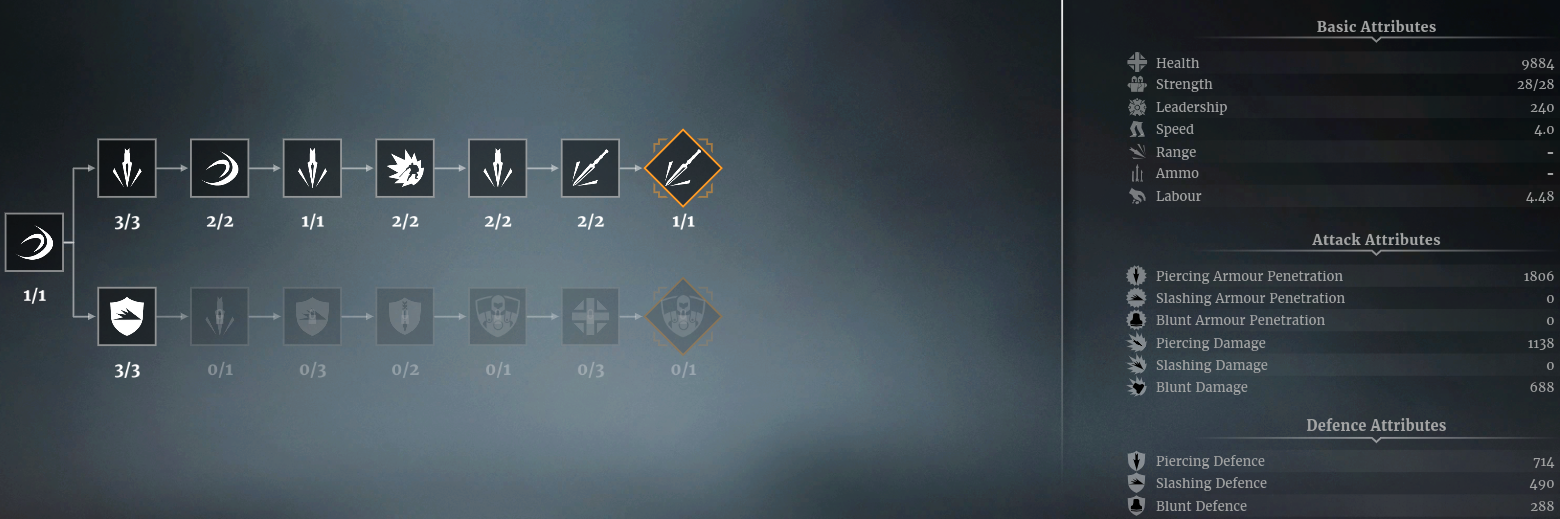 3/3 2/2 1/1 2/2 2/2 2/2 1/1
1/1
3/3 0/1 0/3 0/2 0/1 0/3 0/1
Basic Attributes
Health 9884
Strength 28/28
Leadership 240
Speed 4.0
Range -
Ammo -
Labour 4.48
Attack Attributes
Piercing Armour Penetration 1806
Slashing Armour Penetration 0
Blunt Armour Penetration 0
Piercing Damage 1138
Slashing Damage 0
Blunt Damage 688
Defence Attributes
Piercing Defence 714
Slashing Defence 490
Blunt Defence 288